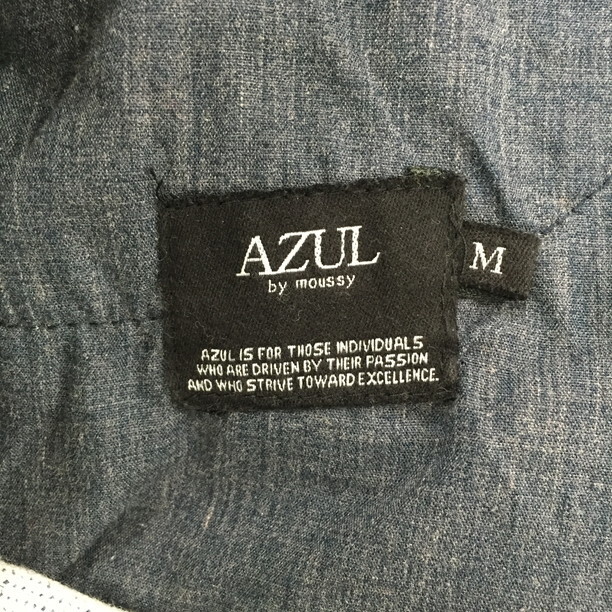 AZUL
by moussy
M
AZUL IS FOR THOSE INDIVIDUALS
WHO ARE DRIVEN BY THEIR PASSION
AND WHO STRIVE TOWARD EXCELLENCE.